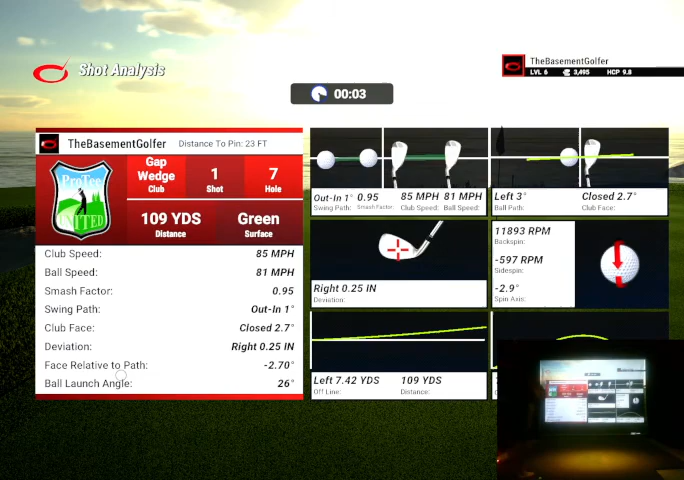 Shot Analysis
TheBasementGolfer
LVL 6 3,495 HCP 9.8
00:03
TheBasementGolfer Distance To Pin: 23 FT
ProTee
UNITED
Gap
Wedge
Club
1
Shot
7
Hole
109 YDS
Distance
Green
Surface
Club Speed: 85 MPH
Ball Speed: 81 MPH
Smash Factor: 0.95
Swing Path: Out-In 1°
Club Face: Closed 2.7°
Deviation: Right 0.25 IN
Face Relative to Path: -2.70°
Ball Launch Angle: 26°
Out-In 1° 0.95 85 MPH 81 MPH
Swing Path: Smash Factor: Club Speed: Ball Speed:
Left 3° Closed 2.7°
Ball Path: Club Face:
Right 0.25 IN
Deviation:
11893 RPM
Backspin:
-597 RPM
Sidespin:
-2.9°
Spin Axis:
Left 7.42 YDS 109 YDS
Off Line: Distance: